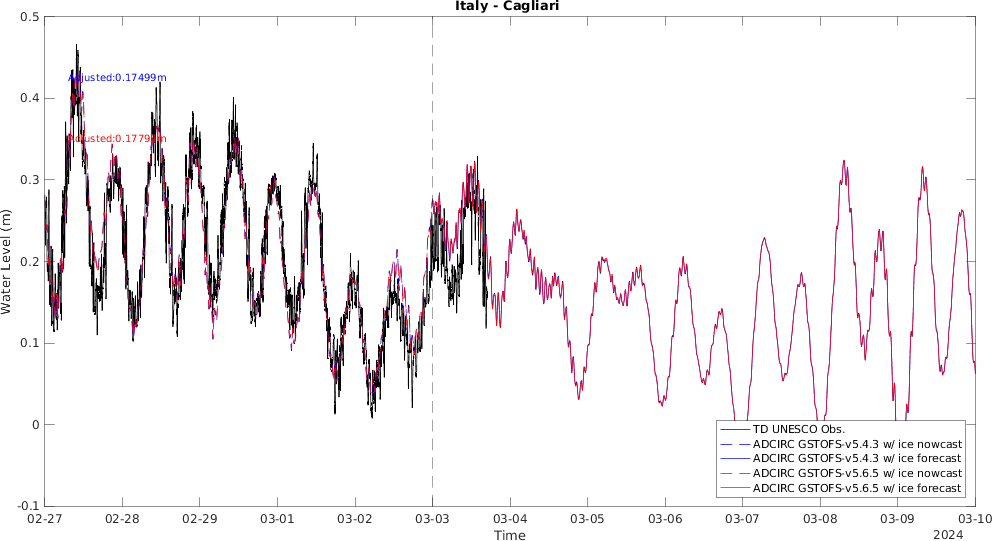 Italy - Cagliari
0.5
0.4
0.3
0.2
0.1
0
-0.1
Water Level (m)
Adjusted:0.17499m
TD UNESCO Obs.
ADCIRC GSTOFS-v5.4.3 w/ ice nowcast
ADCIRC GSTOFS-v5.4.3 w/ ice forecast
ADCIRC GSTOFS-v5.6.5 w/ ice nowcast
ADCIRC GSTOFS-v5.6.5 w/ ice forecast
02-27 02-28 02-29 03-01 03-02 03-03 03-04 03-05 03-06 03-07 03-08 03-09 03-10
Time
2024